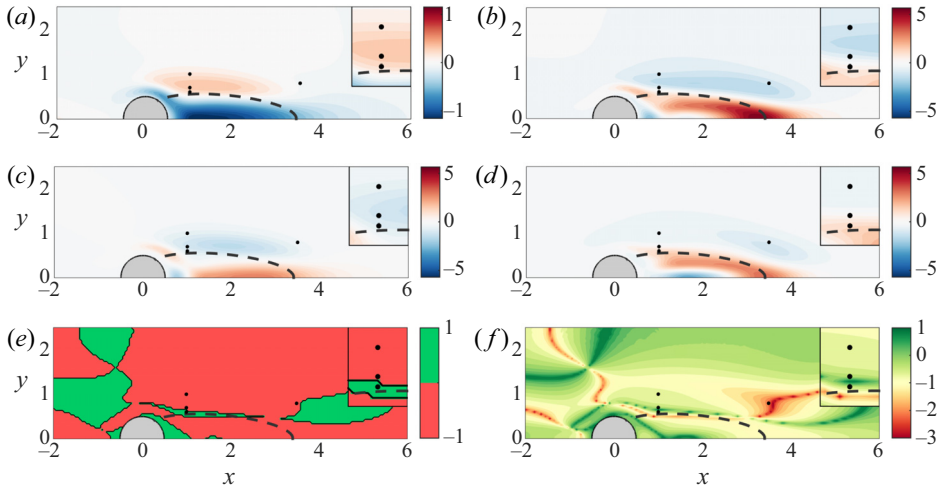 (a) (b)
2 1 5
y 1 0 0
0 –1 –5
–2 0 2 4 6 –2 0 2 4 6
(c) (d)
2 5 5
y 1 0 0
0 –5 –5
–2 0 2 4 6 –2 0 2 4 6
(e) (f)
2 1 1
0
y 1 –1
–2
0 –1 –3
–2 0 2 4 6 –2 0 2 4 6
x x